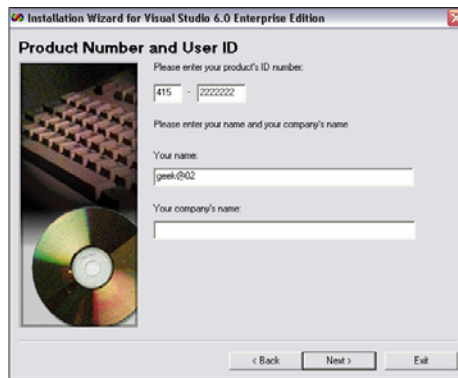 Installation Wizard for Visual Studio 6.0 Enterprise Edition
Product Number and User ID
Please enter your product's ID number:
415 - 2222222
Please enter your name and your company's name
Your name:
geek@02
Your company's name:
< Back Next > Exit